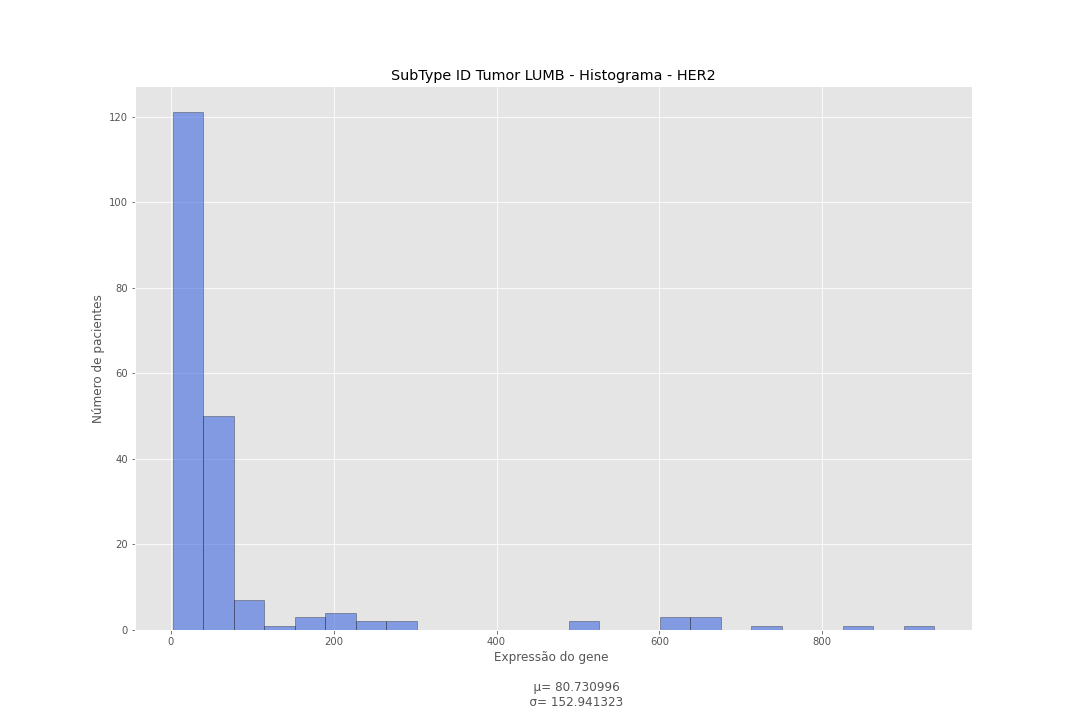 SubType ID Tumor LUMB - Histograma - HER2
120
100
80
60
40
20
0
Número de pacientes
0 200 400 600 800
Expressão do gene
μ= 80.730996
σ= 152.941323